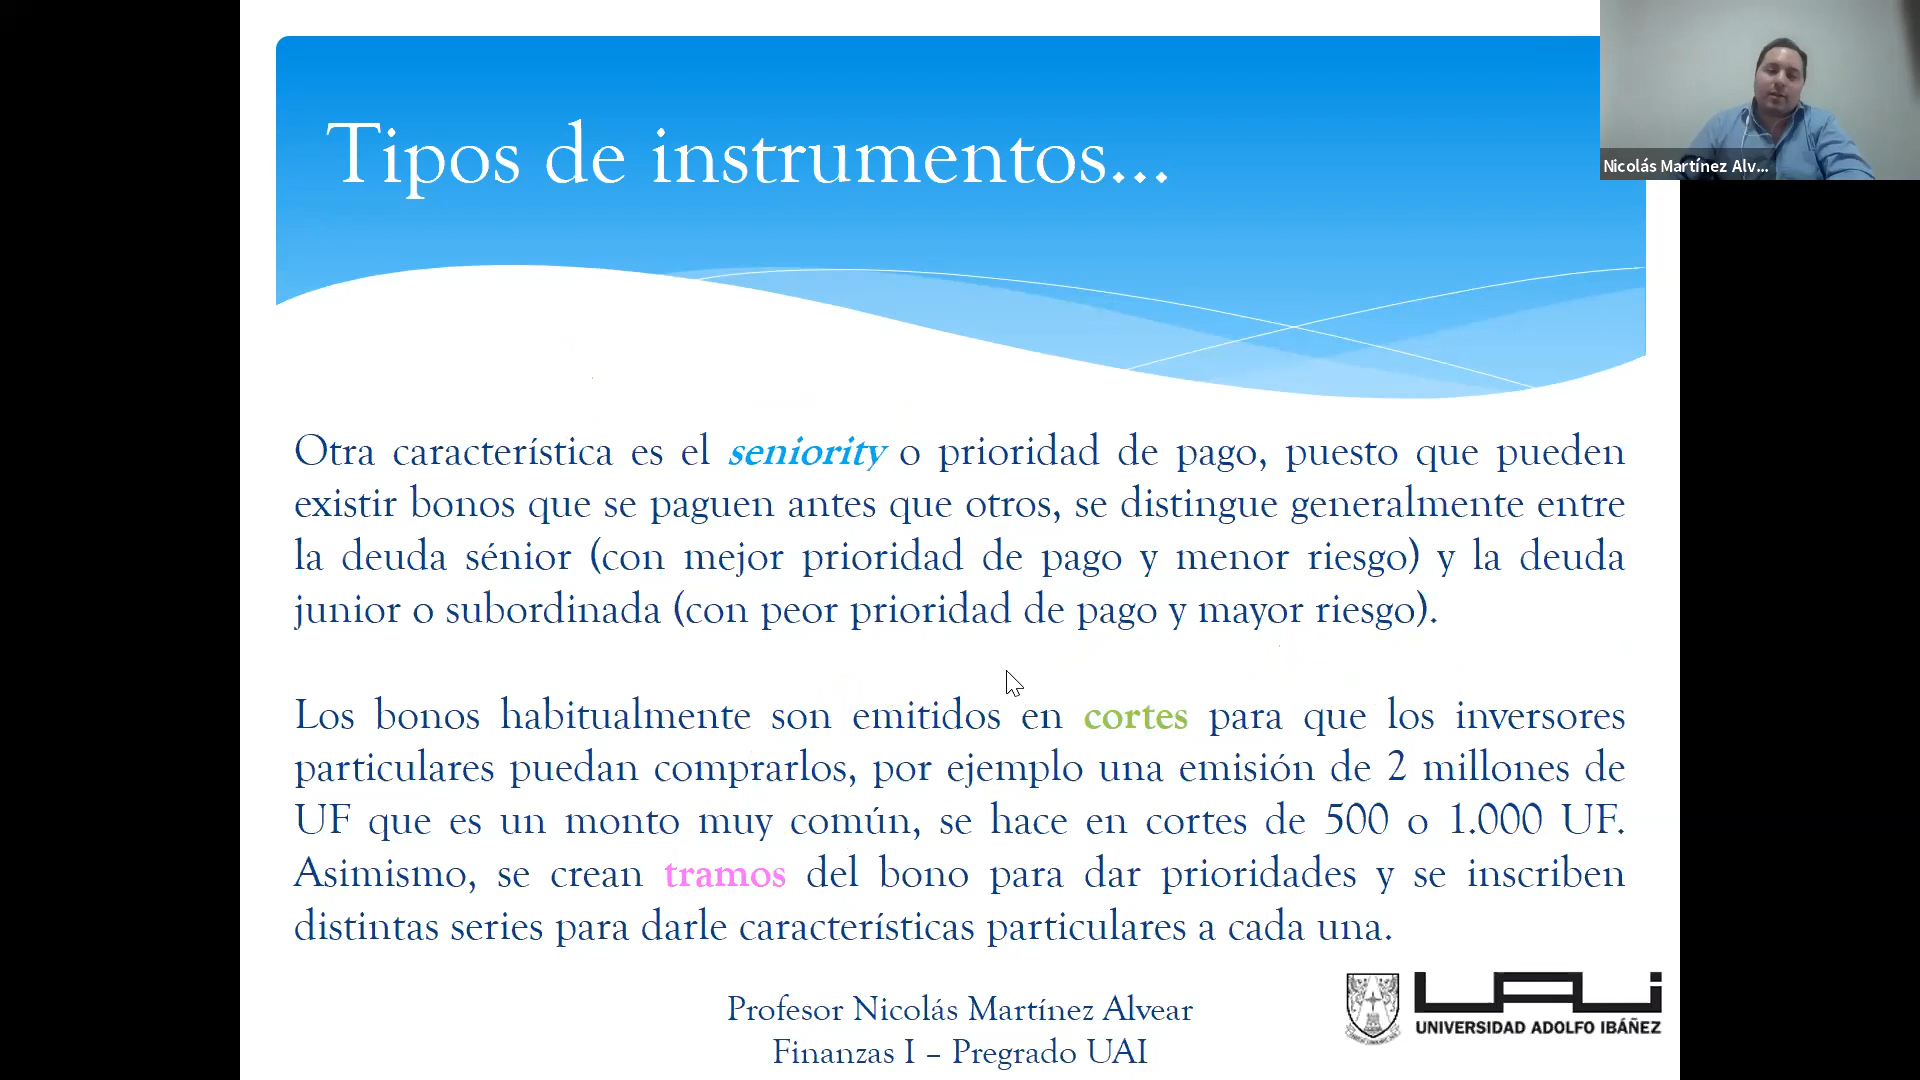 Tipos de instrumentos...
Nicolás Martínez Alv...
Otra característica es el seniority o prioridad de pago, puesto que pueden
existir bonos que se paguen antes que otros, se distingue generalmente entre
la deuda sénior (con mejor prioridad de pago y menor riesgo) y la deuda
junior o subordinada (con peor prioridad de pago y mayor riesgo).
Los bonos habitualmente son emitidos en cortes para que los inversores
particulares puedan comprarlos, por ejemplo una emisión de 2 millones de
UF que es un monto muy común, se hace en cortes de 500 o 1.000 UF.
Asimismo, se crean tramos del bono para dar prioridades y se inscriben
distintas series para darle características particulares a cada una.
Profesor Nicolás Martínez Alvear
Finanzas I – Pregrado UAI
UAI
UNIVERSIDAD ADOLFO IBÁÑEZ